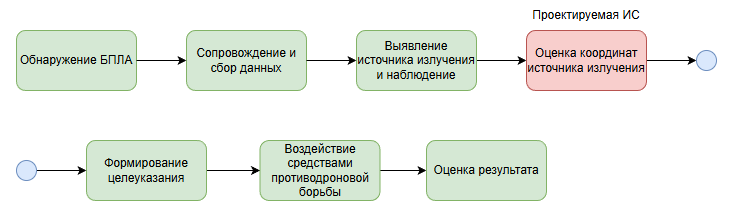 Проектируемая ИС
Обнаружение БПЛА
Сопровождение и
сбор данных
Выявление
источника излучения
и наблюдение
Оценка координат
источника излучения
Формирование
целеуказания
Воздействие
средствами
противодроновой
борьбы
Оценка результата